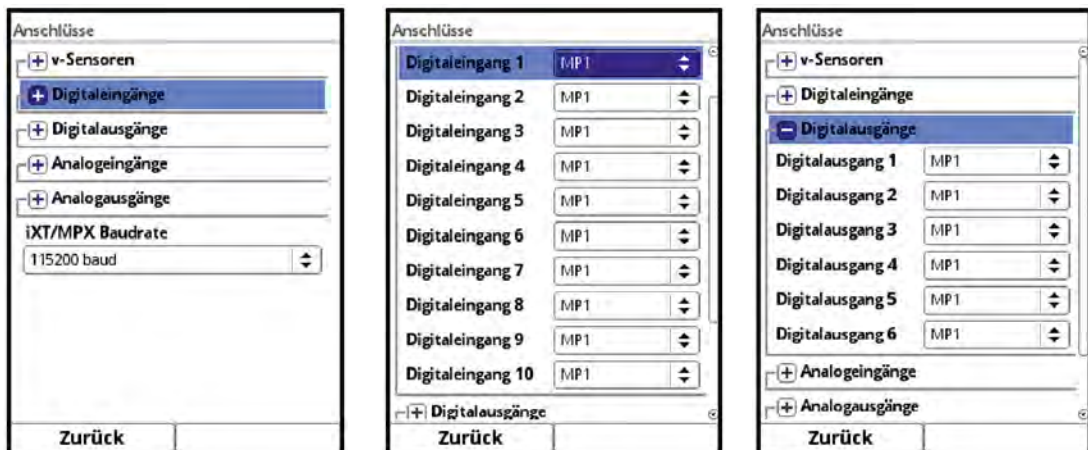 Anschlüsse
v-Sensoren
Digitaleingänge
Digitalausgänge
Analogeingänge
Analogausgänge
iXT/MPX Baudrate
115200 baud
Zurück
Anschlüsse
Digitaleingang 1 MP1
Digitaleingang 2 MP1
Digitaleingang 3 MP1
Digitaleingang 4 MP1
Digitaleingang 5 MP1
Digitaleingang 6 MP1
Digitaleingang 7 MP1
Digitaleingang 8 MP1
Digitaleingang 9 MP1
Digitaleingang 10 MP1
Digitalausgänge
Zurück
Anschlüsse
v-Sensoren
Digitaleingänge
Digitalausgänge
Digitalausgang 1 MP1
Digitalausgang 2 MP1
Digitalausgang 3 MP1
Digitalausgang 4 MP1
Digitalausgang 5 MP1
Digitalausgang 6 MP1
Analogeingänge
Analogausgänge
Zurück